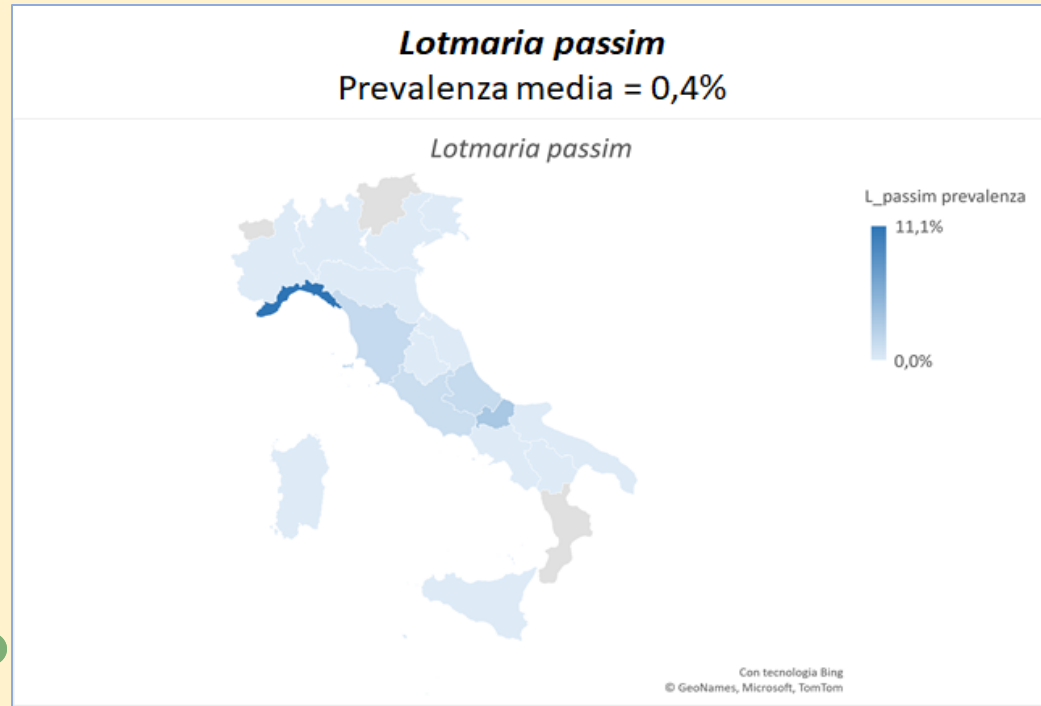 Lotmaria passim
Prevalenza media = 0,4%
Lotmaria passim
L_passim prevalenza
11,1%
0,0%
Con tecnologia Bing
© GeoNames, Microsoft, TomTom